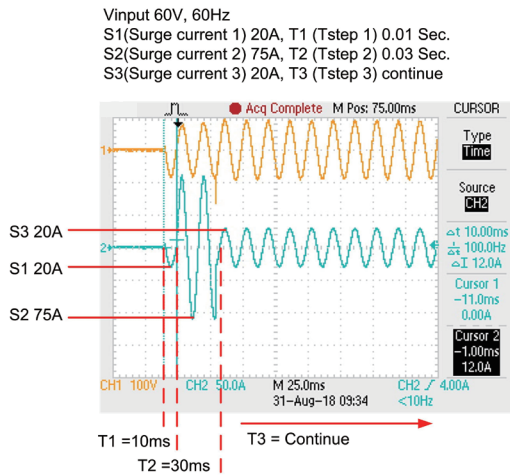 Vinput 60V, 60Hz
S1(Surge current 1) 20A, T1 (Tstep 1) 0.01 Sec.
S2(Surge current 2) 75A, T2 (Tstep 2) 0.03 Sec.
S3(Surge current 3) 20A, T3 (Tstep 3) continue
Acq Complete M Pos: 75.00ms CURSOR
Type
Time
Source
CH2
Δt 10.00ms
1/Δt 100.0Hz
ΔI 12.0A
Cursor 1
-11.0ms
0.00A
Cursor 2
-1.00ms
12.0A
1
2
S3 20A
S1 20A
S2 75A
CH1 100V CH2 50.0A M 25.0ms CH2 / 4.00A
31-Aug-18 09:34 <10Hz
T1 =10ms
T2 =30ms
T3 = Continue